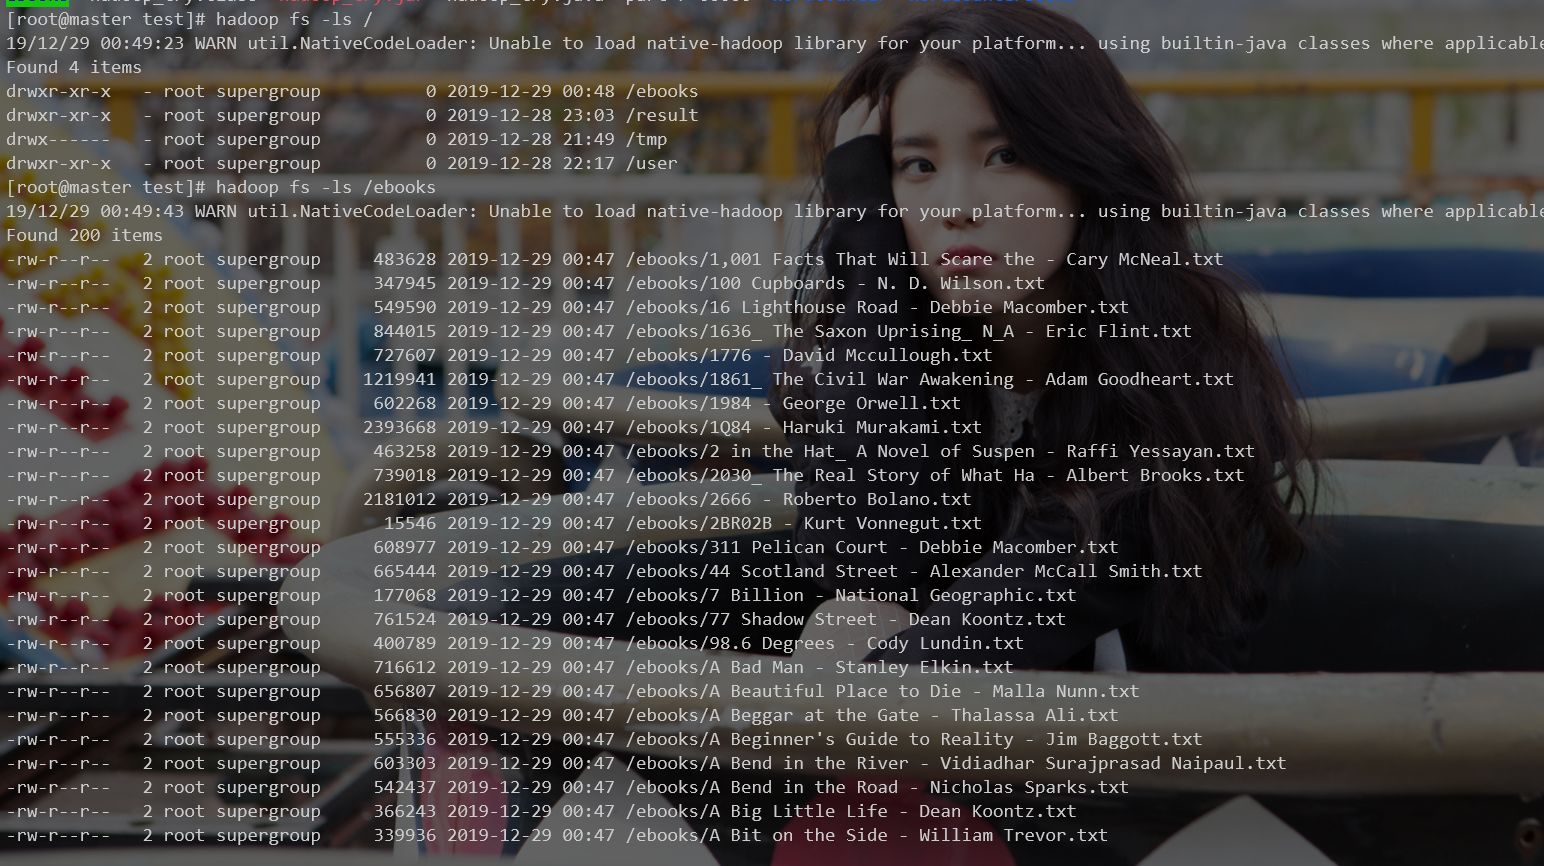 [root@master test]# hadoop fs -ls /
19/12/29 00:49:23 WARN util.NativeCodeLoader: Unable to load native-hadoop library for your platform... using builtin-java classes where applicable
Found 4 items
drwxr-xr-x   - root supergroup          0 2019-12-29 00:48 /ebooks
drwxr-xr-x   - root supergroup          0 2019-12-28 23:03 /result
drwx------   - root supergroup          0 2019-12-28 21:49 /tmp
drwxr-xr-x   - root supergroup          0 2019-12-28 22:17 /user
[root@master test]# hadoop fs -ls /ebooks
19/12/29 00:49:43 WARN util.NativeCodeLoader: Unable to load native-hadoop library for your platform... using builtin-java classes where applicable
Found 200 items
-rw-r--r--   2 root supergroup     483628 2019-12-29 00:47 /ebooks/1,001 Facts That Will Scare the - Cary McNeal.txt
-rw-r--r--   2 root supergroup     347945 2019-12-29 00:47 /ebooks/100 Cupboards - N. D. Wilson.txt
-rw-r--r--   2 root supergroup     549590 2019-12-29 00:47 /ebooks/16 Lighthouse Road - Debbie Macomber.txt
-rw-r--r--   2 root supergroup     844015 2019-12-29 00:47 /ebooks/1636_ The Saxon Uprising_ N_A - Eric Flint.txt
-rw-r--r--   2 root supergroup     727607 2019-12-29 00:47 /ebooks/1776 - David Mccullough.txt
-rw-r--r--   2 root supergroup    1219941 2019-12-29 00:47 /ebooks/1861_ The Civil War Awakening - Adam Goodheart.txt
-rw-r--r--   2 root supergroup     602268 2019-12-29 00:47 /ebooks/1984 - George Orwell.txt
-rw-r--r--   2 root supergroup    2393668 2019-12-29 00:47 /ebooks/1Q84 - Haruki Murakami.txt
-rw-r--r--   2 root supergroup     463258 2019-12-29 00:47 /ebooks/2 in the Hat_ A Novel of Suspen - Raffi Yessayan.txt
-rw-r--r--   2 root supergroup     739018 2019-12-29 00:47 /ebooks/2030_ The Real Story of What Ha - Albert Brooks.txt
-rw-r--r--   2 root supergroup    2181012 2019-12-29 00:47 /ebooks/2666 - Roberto Bolano.txt
-rw-r--r--   2 root supergroup      15546 2019-12-29 00:47 /ebooks/2BR02B - Kurt Vonnegut.txt
-rw-r--r--   2 root supergroup     608977 2019-12-29 00:47 /ebooks/311 Pelican Court - Debbie Macomber.txt
-rw-r--r--   2 root supergroup     665444 2019-12-29 00:47 /ebooks/44 Scotland Street - Alexander McCall Smith.txt
-rw-r--r--   2 root supergroup     177068 2019-12-29 00:47 /ebooks/7 Billion - National Geographic.txt
-rw-r--r--   2 root supergroup     761524 2019-12-29 00:47 /ebooks/77 Shadow Street - Dean Koontz.txt
-rw-r--r--   2 root supergroup     400789 2019-12-29 00:47 /ebooks/98.6 Degrees - Cody Lundin.txt
-rw-r--r--   2 root supergroup     716612 2019-12-29 00:47 /ebooks/A Bad Man - Stanley Elkin.txt
-rw-r--r--   2 root supergroup     656807 2019-12-29 00:47 /ebooks/A Beautiful Place to Die - Malla Nunn.txt
-rw-r--r--   2 root supergroup     566830 2019-12-29 00:47 /ebooks/A Beggar at the Gate - Thalassa Ali.txt
-rw-r--r--   2 root supergroup     555336 2019-12-29 00:47 /ebooks/A Beginner's Guide to Reality - Jim Baggott.txt
-rw-r--r--   2 root supergroup     603303 2019-12-29 00:47 /ebooks/A Bend in the River - Vidiadhar Surajprasad Naipaul.txt
-rw-r--r--   2 root supergroup     542437 2019-12-29 00:47 /ebooks/A Bend in the Road - Nicholas Sparks.txt
-rw-r--r--   2 root supergroup     366243 2019-12-29 00:47 /ebooks/A Big Little Life - Dean Koontz.txt
-rw-r--r--   2 root supergroup     339936 2019-12-29 00:47 /ebooks/A Bit on the Side - William Trevor.txt